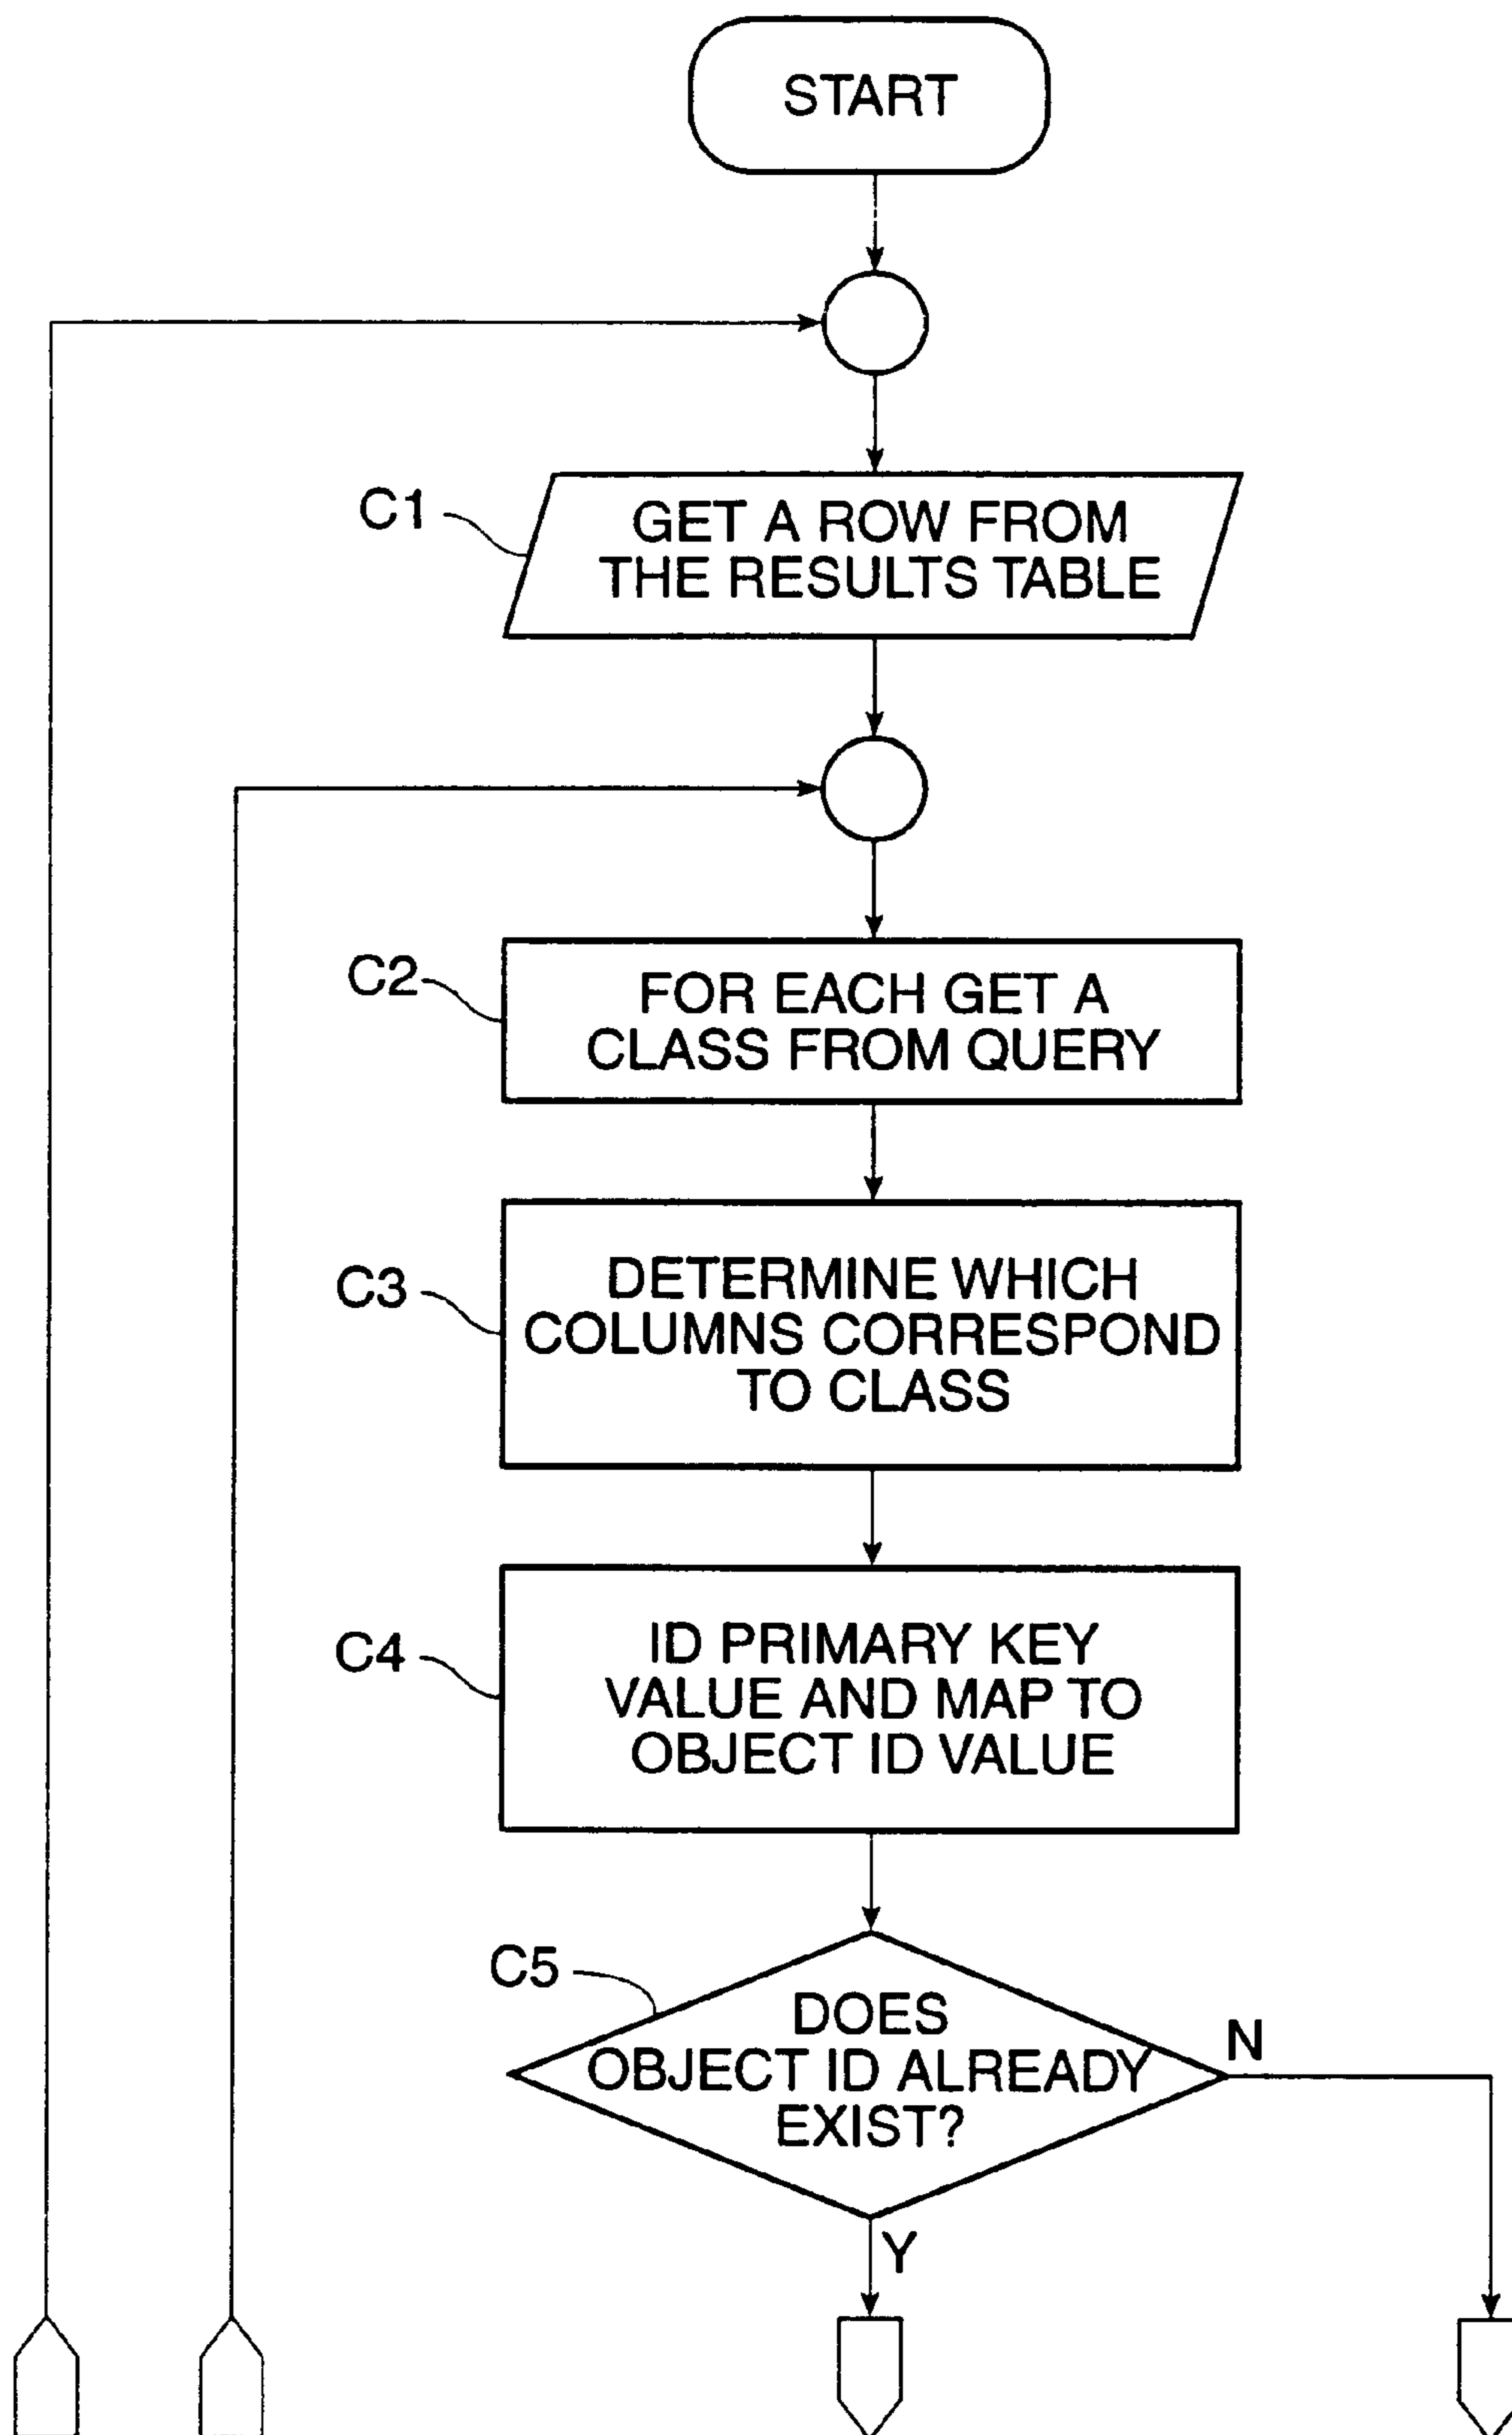 START
C1
GET A ROW FROM
THE RESULTS TABLE
C2
FOR EACH GET A
CLASS FROM QUERY
C3
DETERMINE WHICH
COLUMNS CORRESPOND
TO CLASS
C4
ID PRIMARY KEY
VALUE AND MAP TO
OBJECT ID VALUE
C5
DOES
OBJECT ID ALREADY
EXIST?
N
Y